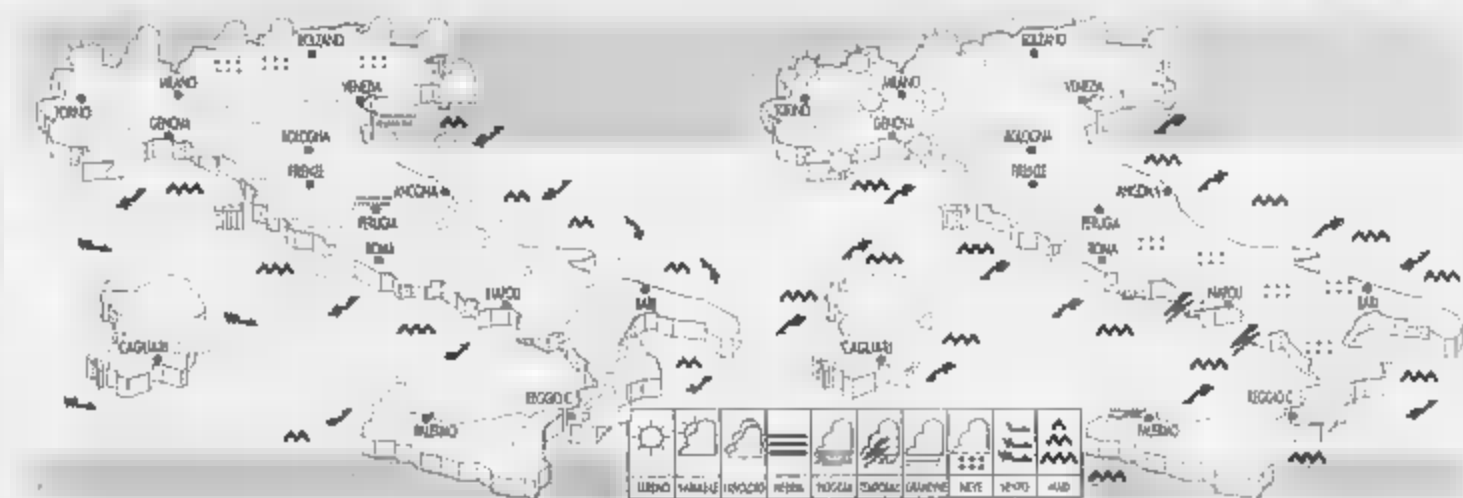 BOLZANO
MILANO
VENEZIA
TORINO
GENOVA
BOLOGNA
FIRENZE
ANCONA
PERUGIA
ROMA
NAPOLI
BARI
CAGLIARI
REGGIO C.
PALERMO
BOLZANO
MILANO
VENEZIA
TORINO
GENOVA
BOLOGNA
FIRENZE
ANCONA
PERUGIA
ROMA
NAPOLI
BARI
CAGLIARI
REGGIO C.
PALERMO
SERENO VARIABILE NUVOLOSO NEBBIA PIOGGIA TEMPORALE GRANDINE NEVE VENTO MARE